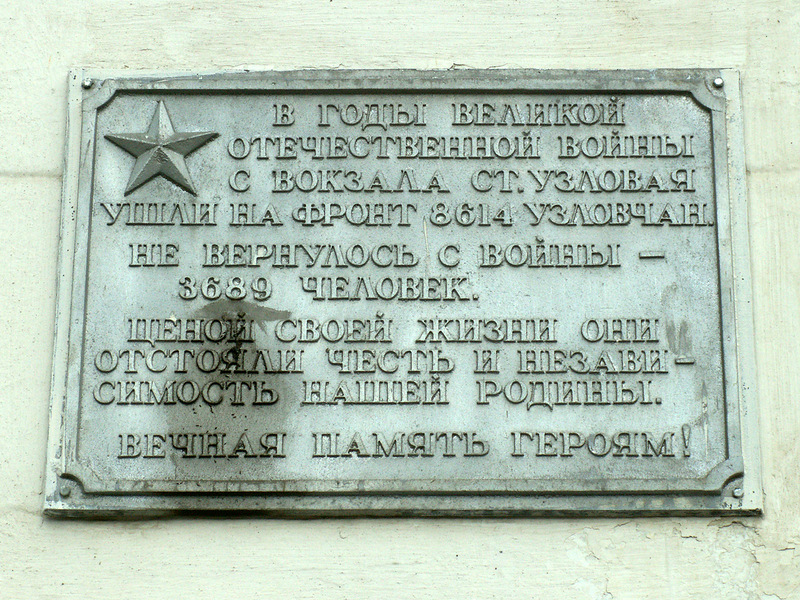 В ГОДЫ ВЕЛИКОЙ
ОТЕЧЕСТВЕННОЙ ВОЙНЫ
С ВОКЗАЛА СТ. УЗЛОВАЯ
УШЛИ НА ФРОНТ 8614 УЗЛОВЧАН.
НЕ ВЕРНУЛОСЬ С ВОЙНЫ –
3689 ЧЕЛОВЕК.
ЦЕНОЙ СВОЕЙ ЖИЗНИ ОНИ
ОТСТОЯЛИ ЧЕСТЬ И НЕЗАВИ-
СИМОСТЬ НАШЕЙ РОДИНЫ.
ВЕЧНАЯ ПАМЯТЬ ГЕРОЯМ!